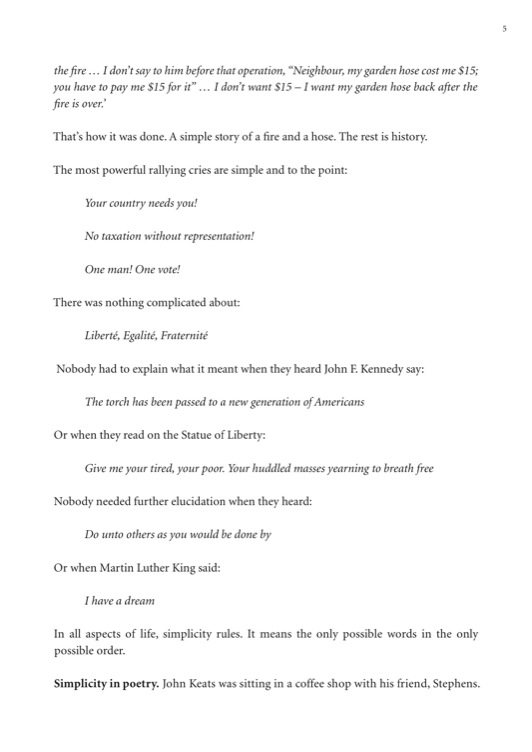 5
the fire … I don't say to him before that operation, “Neighbour, my garden hose cost me $15;
you have to pay me $15 for it” … I don't want $15 – I want my garden hose back after the
fire is over.'
That's how it was done. A simple story of a fire and a hose. The rest is history.
The most powerful rallying cries are simple and to the point:
Your country needs you!
No taxation without representation!
One man! One vote!
There was nothing complicated about:
Liberté, Egalité, Fraternité
Nobody had to explain what it meant when they heard John F. Kennedy say:
The torch has been passed to a new generation of Americans
Or when they read on the Statue of Liberty:
Give me your tired, your poor. Your huddled masses yearning to breath free
Nobody needed further elucidation when they heard:
Do unto others as you would be done by
Or when Martin Luther King said:
I have a dream
In all aspects of life, simplicity rules. It means the only possible words in the only
possible order.
Simplicity in poetry. John Keats was sitting in a coffee shop with his friend, Stephens.